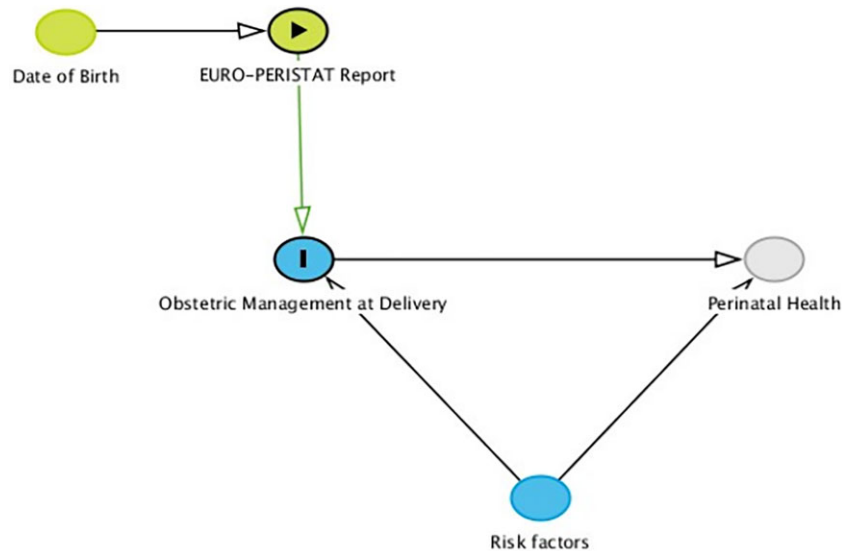 Date of Birth
EURO-PERISTAT Report
Obstetric Management at Delivery
Perinatal Health
Risk factors